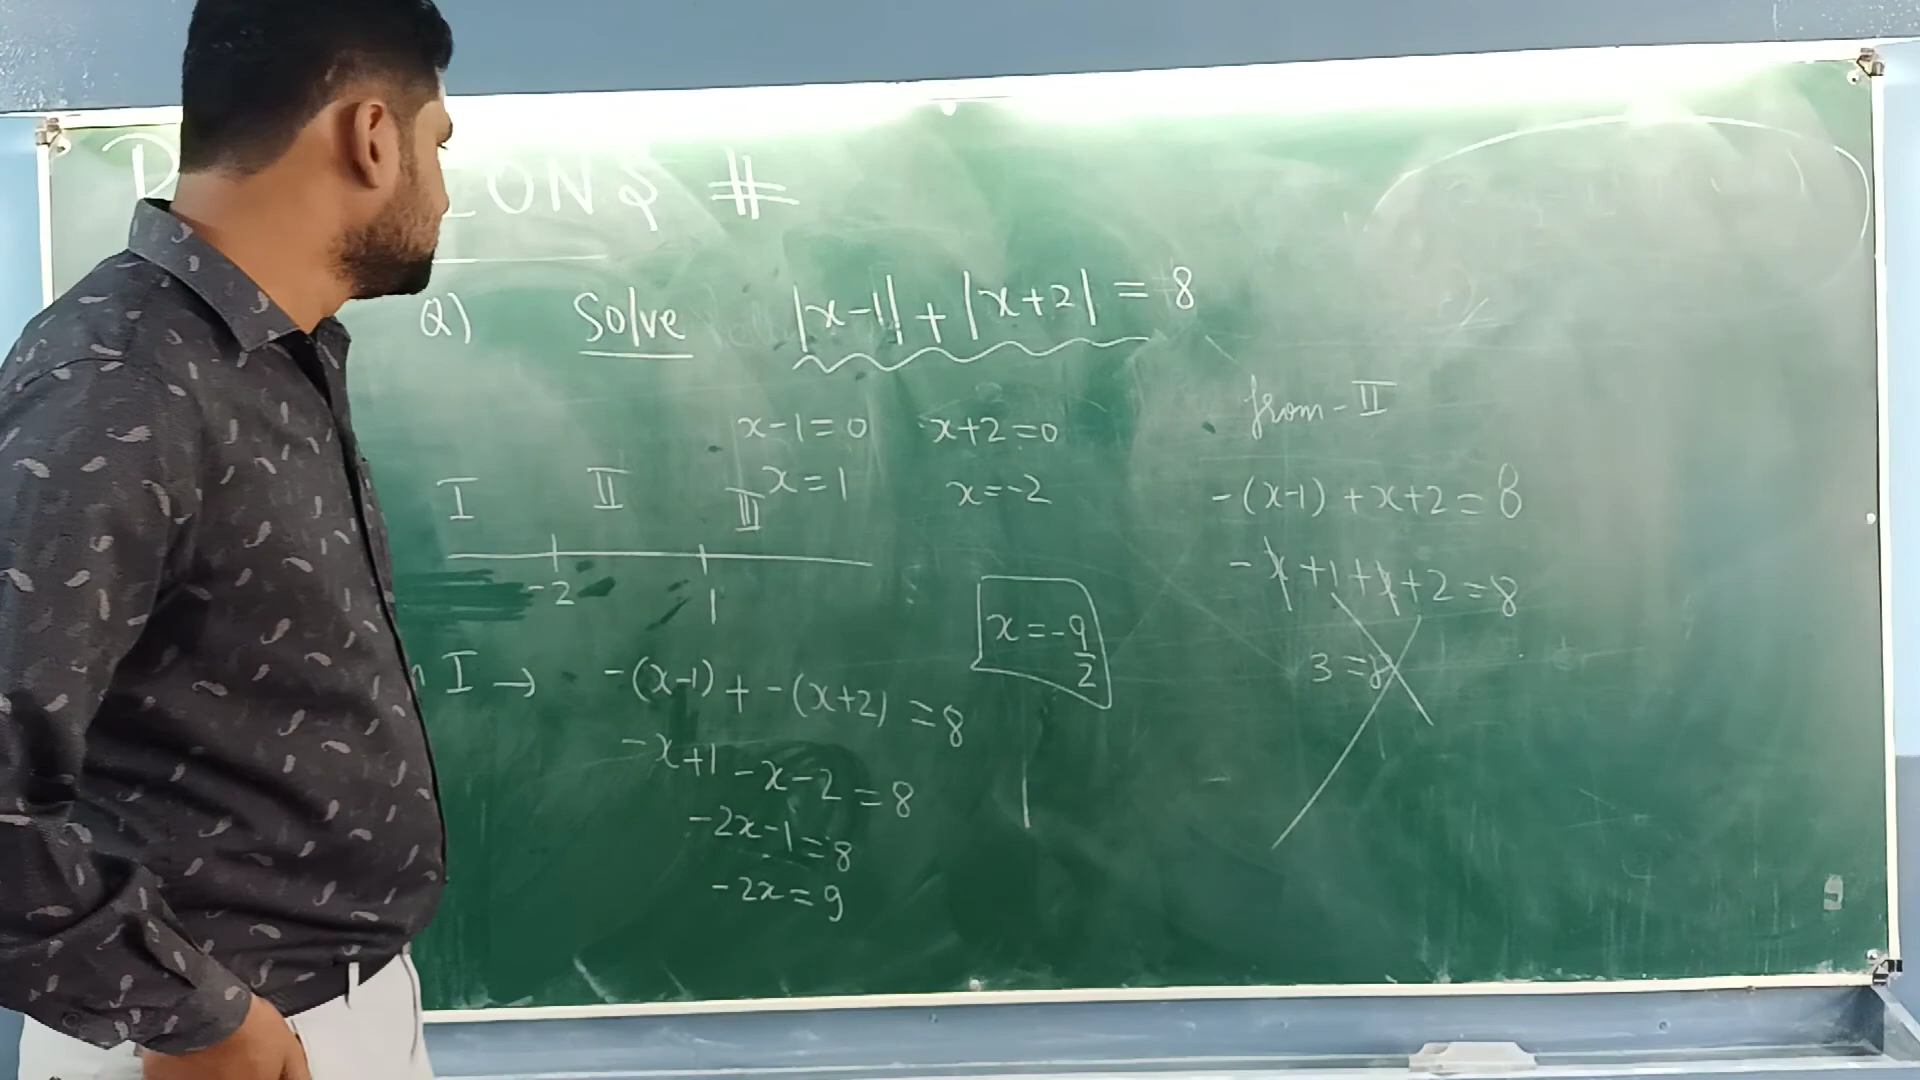 IONS #
Q) Solve |x-1| + |x+2| = 8
x-1=0 x+2=0
x=1 x=-2
I II III
-2 1
I → -(x-1) + -(x+2) = 8
-x+1 -x-2 = 8
-2x-1=8
-2x=9
x=-9/2
from-II
-(x-1) +x+2=8
-x+1+x+2=8
3=8